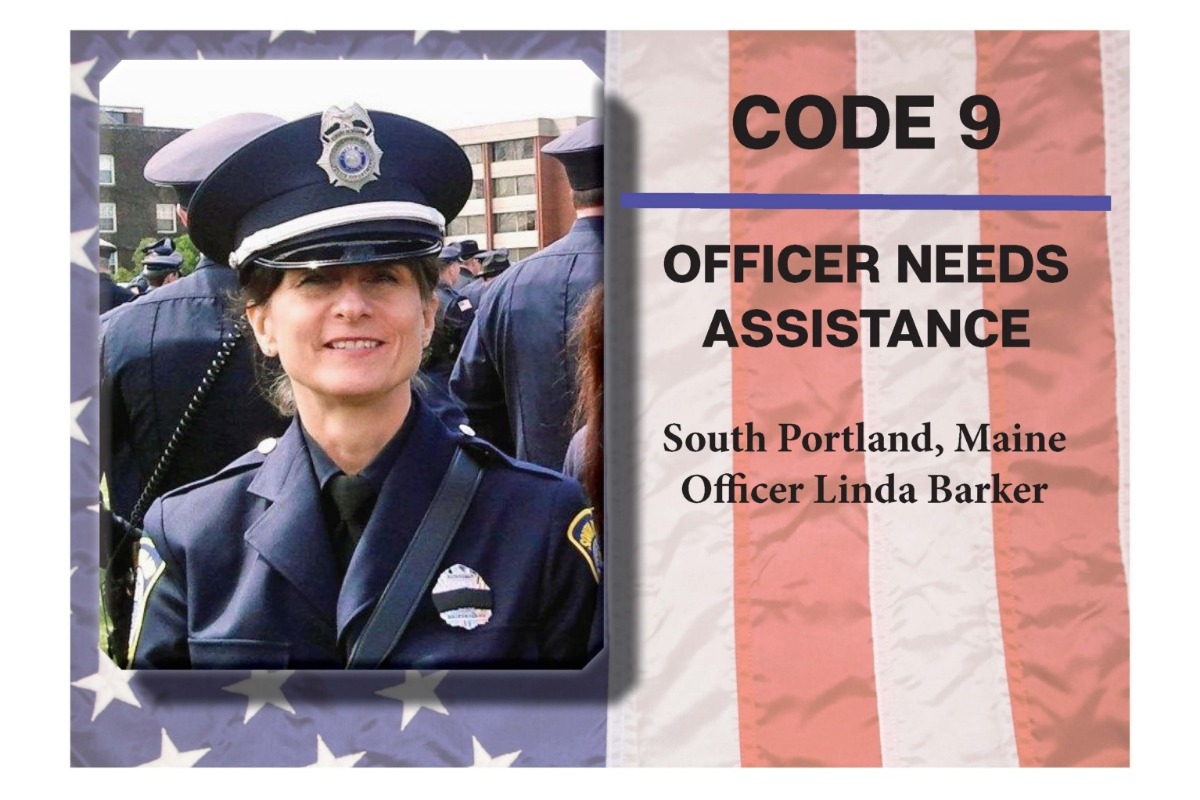 CODE 9
OFFICER NEEDS
ASSISTANCE
South Portland, Maine
Officer Linda Barker